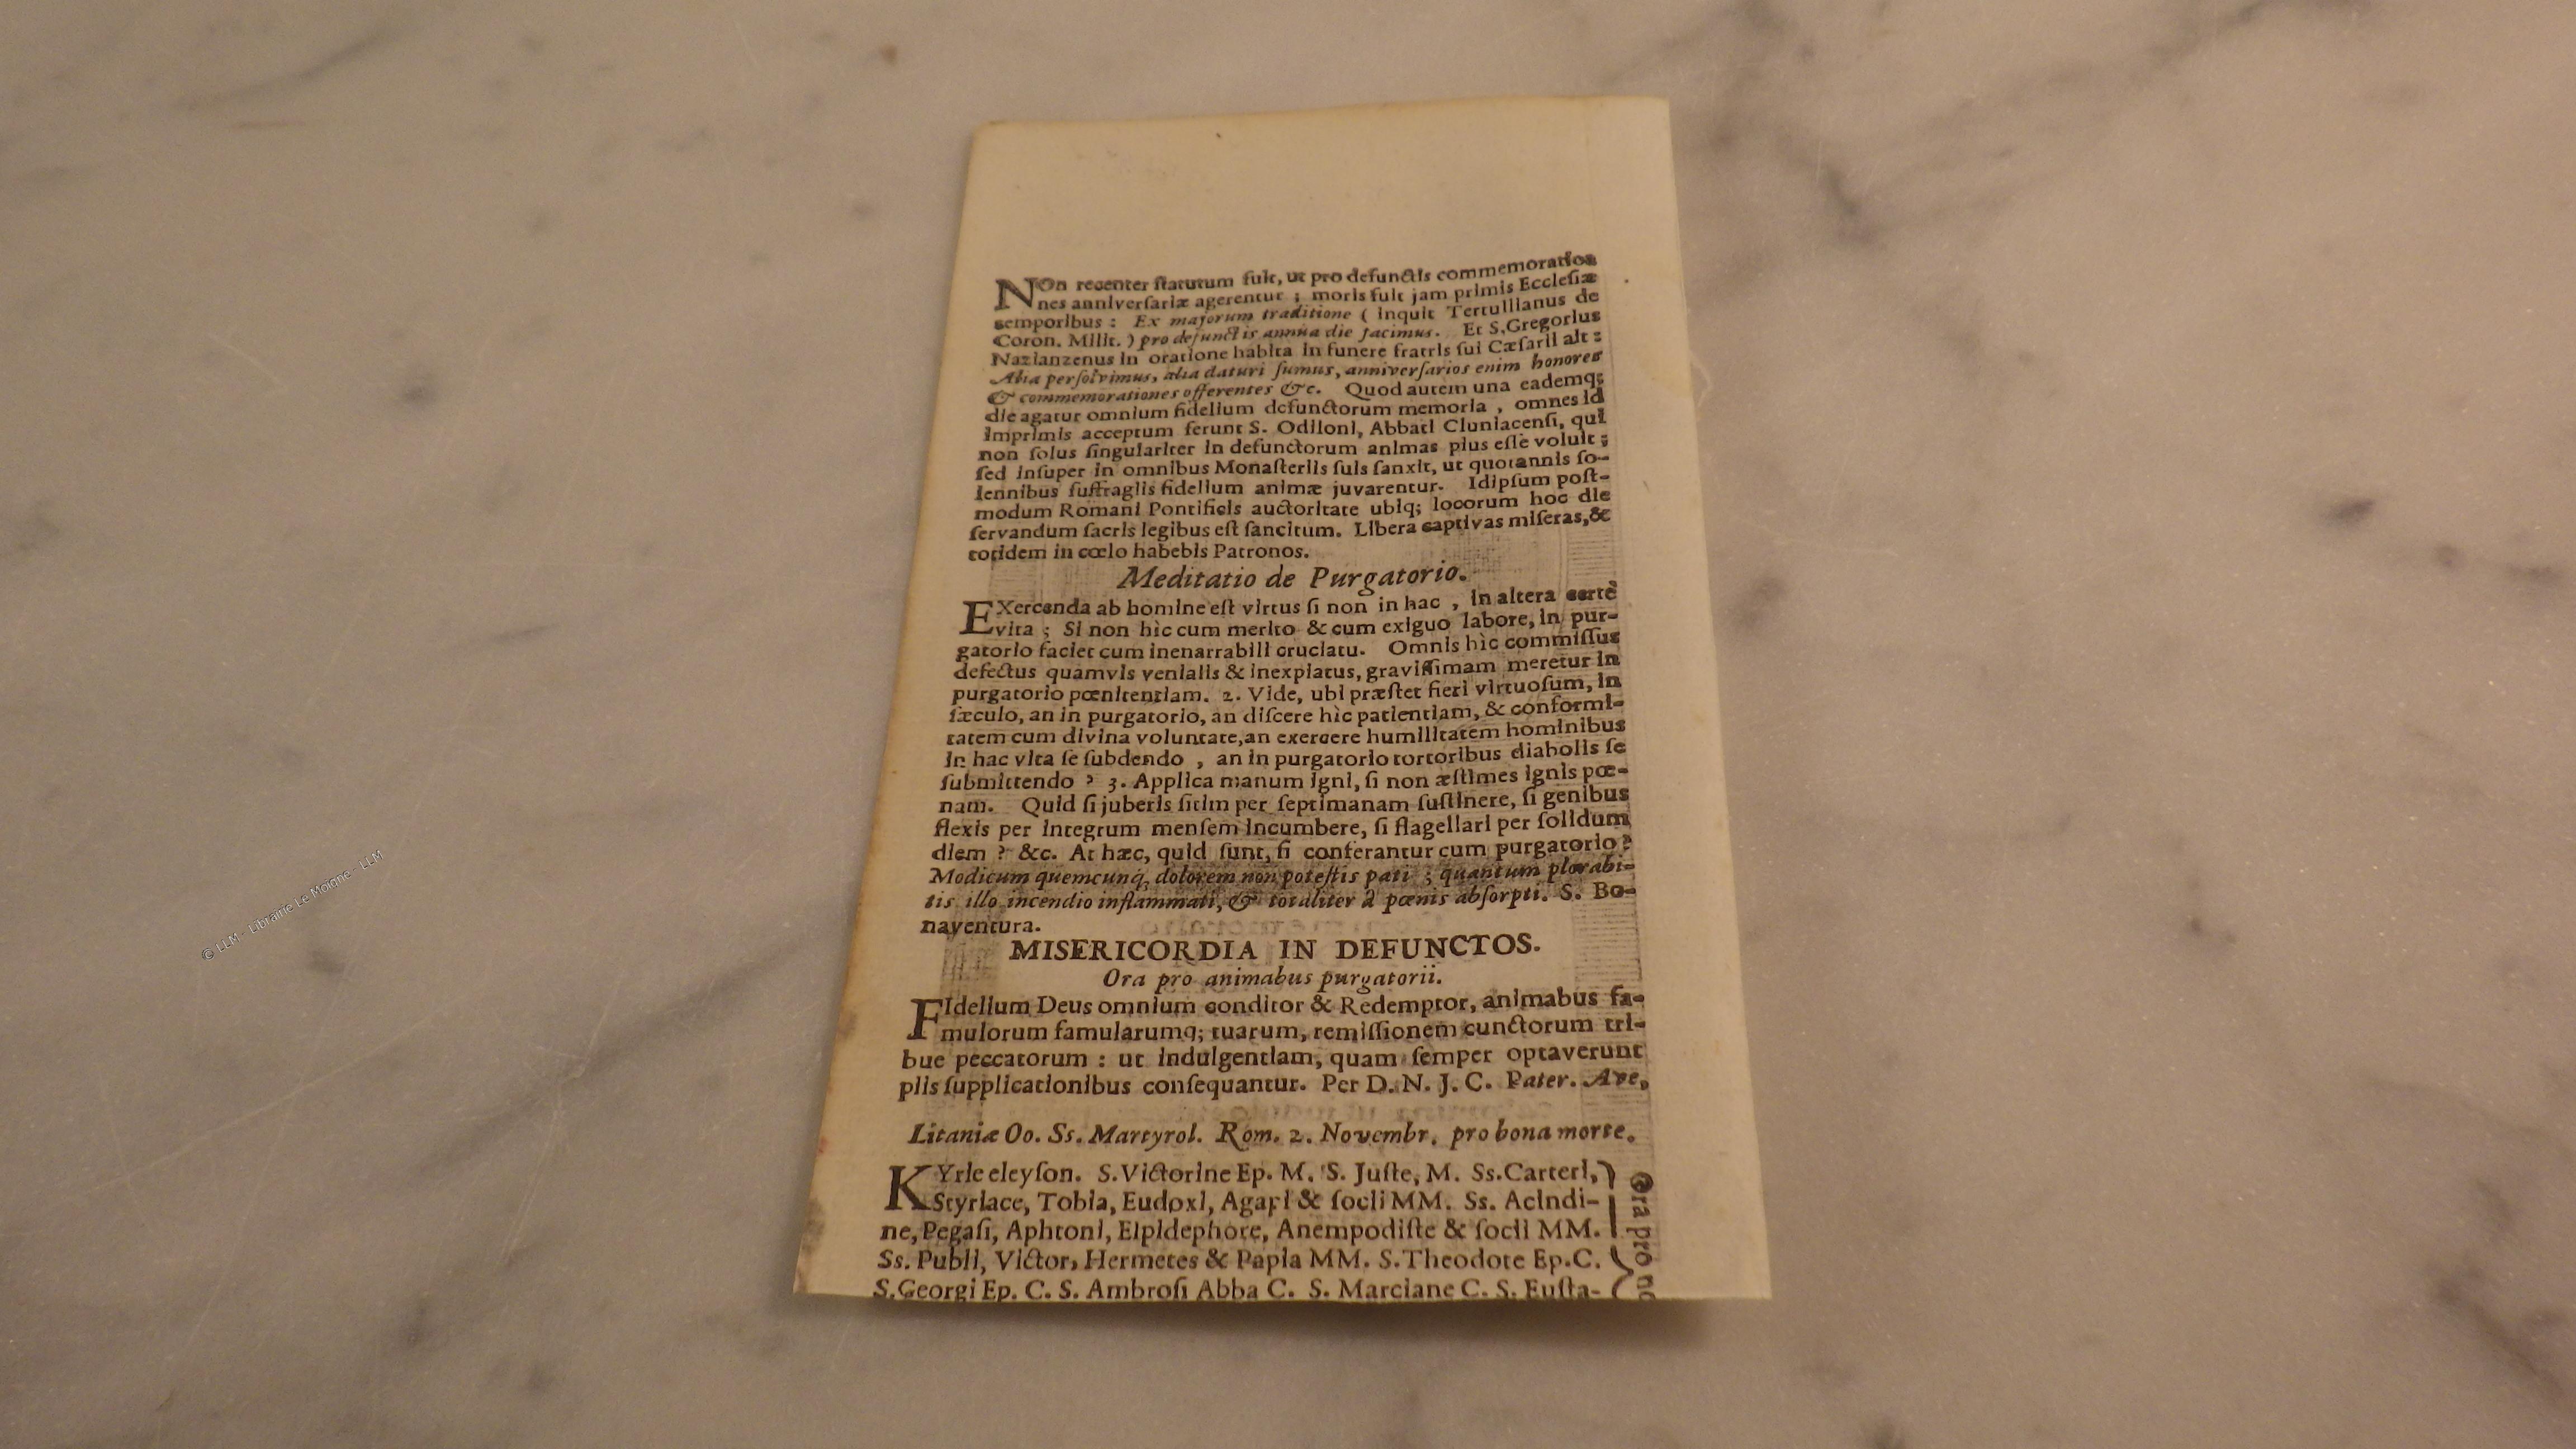 NOn recenter ſtatutum fuit, ut pro defunctis commemoratio
nes anniverſariæ agerentur ; moris fuit jam primis Eccleſiæ
temporibus : Ex majorum traditione ( inquit Tertullianus de
Coron. Milit. ) pro defunctis annua die facimus. Et S. Gregorius
Nazianzenus in oratione habita in funere fratris ſui Cæſarii ait :
Alia perſolvimus, alia daturi ſumus, anniverſarios enim honores
& commemorationes offerentes &c. Quod autem una eademq;
die agatur omnium fidelium defunctorum memoria , omnes id
imprimis acceptum ferunt S. Odiloni, Abbati Cluniacenſi, qui
non ſolus ſingulariter in defunctorum animas pius eſſe voluit ;
ſed inſuper in omnibus Monaſteriis ſuis ſanxit, ut quotannis ſo-
lennibus ſuffragiis fidelium animæ juvarentur. Idipſum poſt-
modum Romani Pontificis auctoritate ubiq; locorum hoc die
ſervandum ſacris legibus eſt ſancitum. Libera captivas miſeras,&
totidem in cœlo habebis Patronos.
Meditatio de Purgatorio.
EXercenda ab homine eſt virtus ſi non in hac , in altera certè
vita ; Si non hìc cum merito & cum exiguo labore, in pur-
gatorio faciet cum inenarrabili cruciatu. Omnis hìc commiſſus
defectus quamvis venialis & inexpiatus, graviſſimam meretur in
purgatorio pœnitentiam. 2. Vide, ubi præſtet fieri virtuoſum, in
ſæculo, an in purgatorio, an diſcere hìc patientiam, & conformi-
tatem cum divina voluntate,an exercere humilitatem hominibus
in hac vita ſe ſubdendo , an in purgatorio tortoribus diabolis ſe
ſubmittendo ? 3. Applica manum igni, ſi non æſtimes ignis pœ-
nam. Quid ſi juberis ſitim per ſeptimanam ſuſtinere, ſi genibus
flexis per integrum menſem incumbere, ſi flagellari per ſolidum
diem ? &c. At hæc, quid ſunt, ſi conferantur cum purgatorio ?
Modicum quemcunq; dolorem non poteſtis pati ; quantum plorabi-
tis illo incendio inflammati, & totaliter à pœnis abſorpti. S. Bo-
naventura.
MISERICORDIA IN DEFUNCTOS.
Ora pro animabus purgatorii.
FIdelium Deus omnium conditor & Redemptor, animabus fa-
mulorum famularumq; tuarum, remiſſionem cunctorum tri-
bue peccatorum : ut indulgentiam, quam ſemper optaverunt
piis ſupplicationibus conſequantur. Per D. N. J. C. Pater. Ave.
Litaniæ Oo. Ss. Martyrol. Rom. 2. Novembr. pro bona morte.
KYrie eleyſon. S. Victorine Ep. M. S. Juſte, M. Ss. Carteri,
Styriace, Tobia, Eudoxi, Agapi & ſocii MM. Ss. Acindi-
ne, Pegaſi, Aphtoni, Elpidephore, Anempodiſte & ſocii MM.
Ss. Publi, Victor, Hermetes & Papia MM. S. Theodote Ep. C.
S. Georgi Ep. C. S. Ambroſi Abba C. S. Marciane C. S. Euſta-
Ora pro no
© LLM - Librairie Le Moigne - LLM